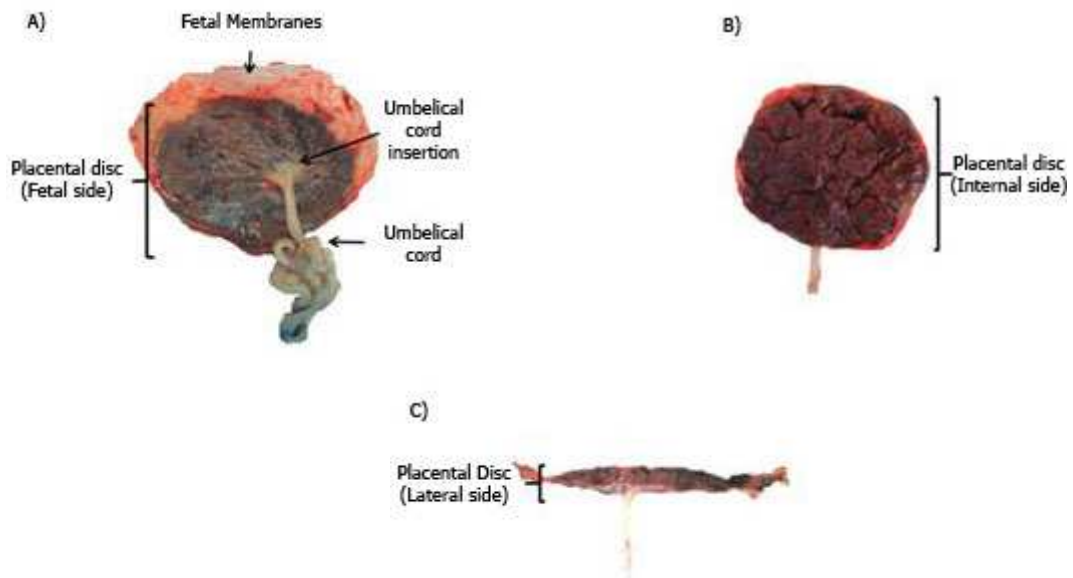 A)
Fetal Membranes
Umbelical
cord
insertion
Placental disc
(Fetal side)
Umbelical
cord
B)
Placental disc
(Internal side)
C)
Placental Disc
(Lateral side)